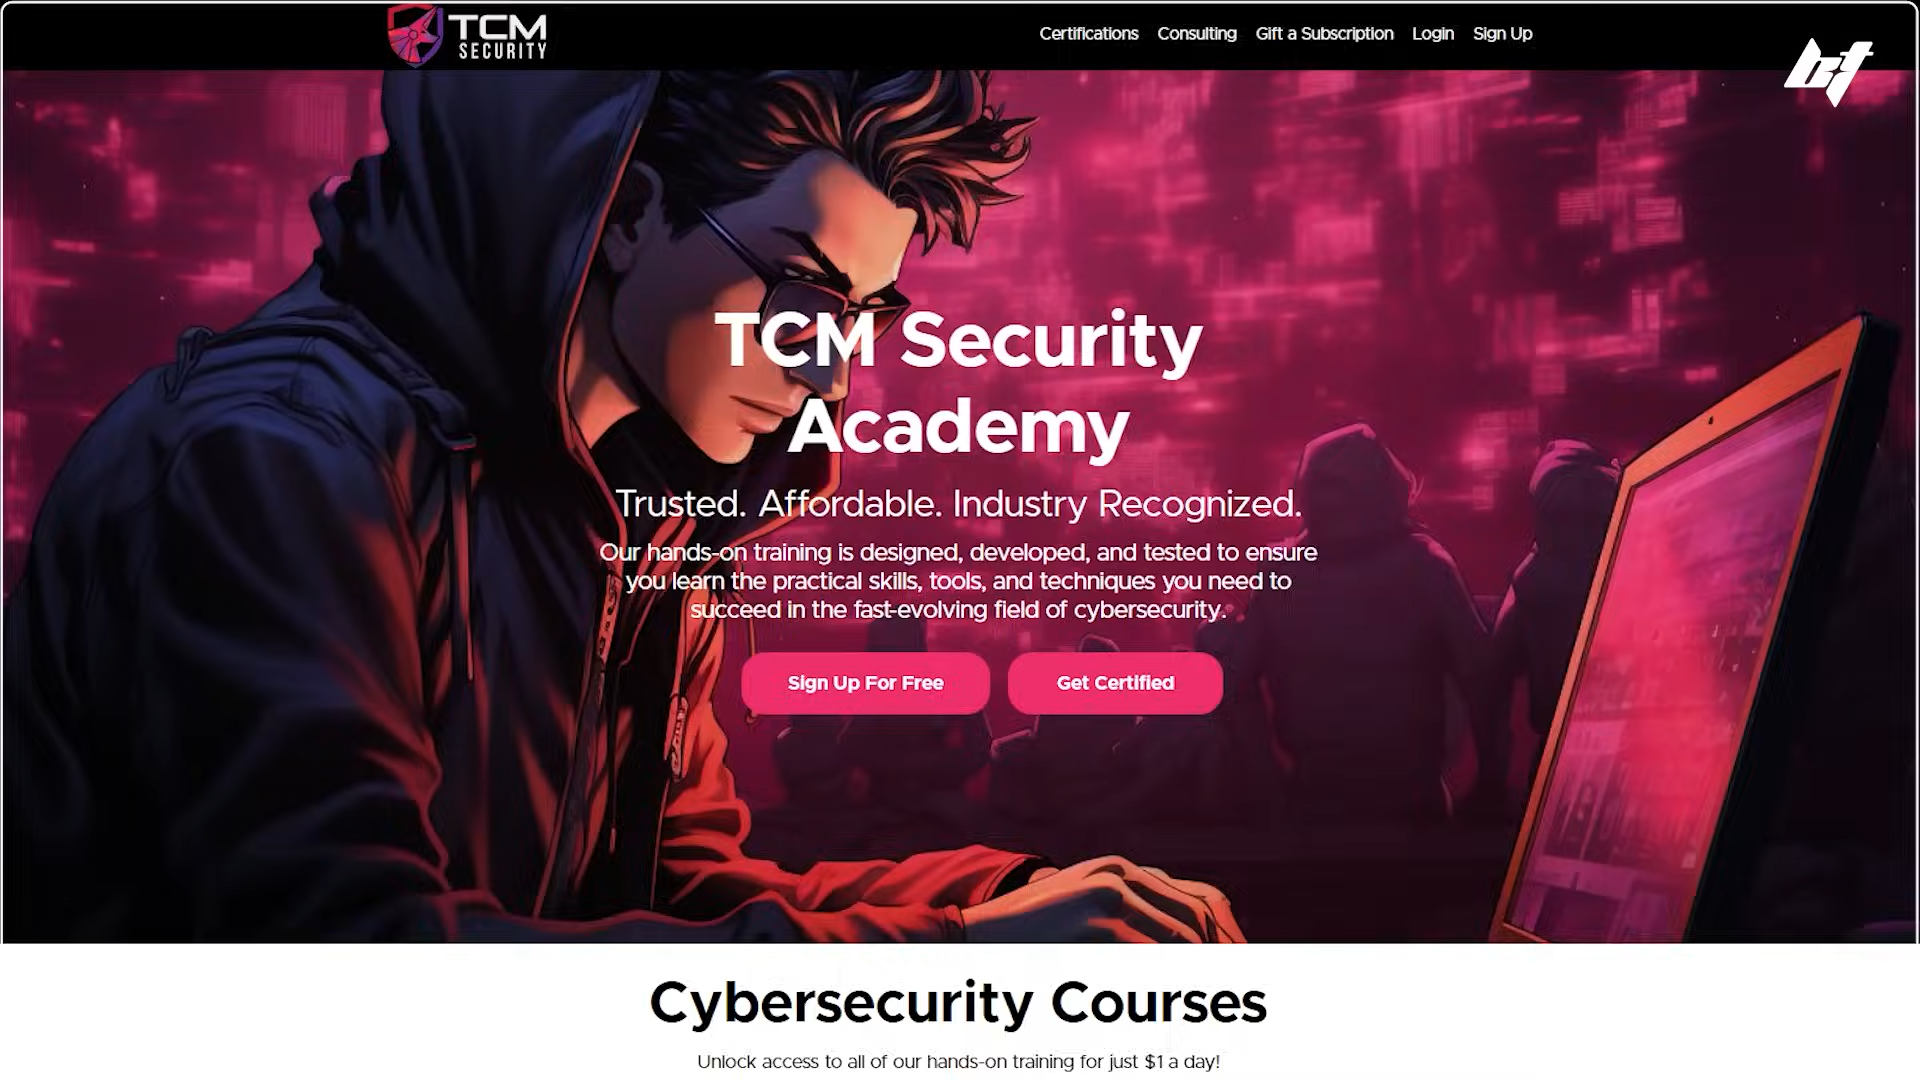 TCM
SECURITY
Certifications
Consulting
Gift a Subscription
Login
Sign Up
TCM Security
Academy
Trusted. Affordable. Industry Recognized.
Our hands-on training is designed, developed, and tested to ensure
you learn the practical skills, tools, and techniques you need to
succeed in the fast-evolving field of cybersecurity.
Sign Up For Free
Get Certified
Cybersecurity Courses
Unlock access to all of our hands-on training for just $1 a day!